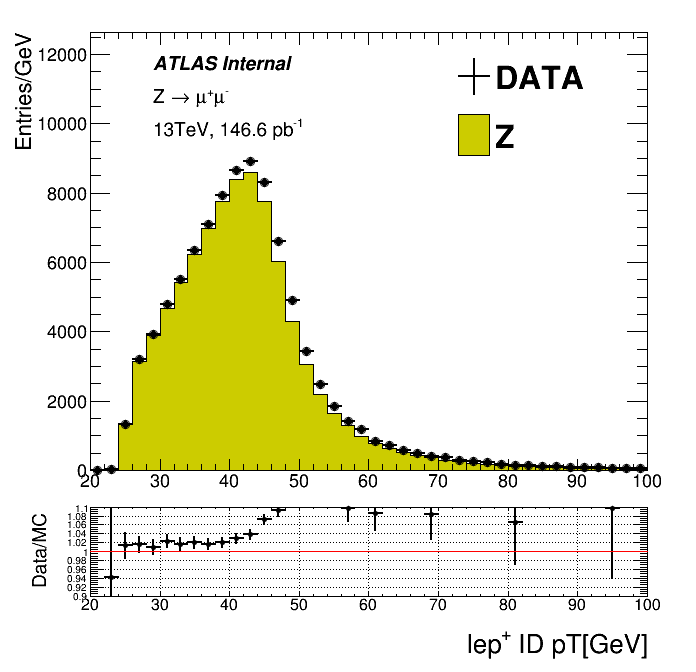 Entries/GeV
12000
10000
8000
6000
4000
2000
0
ATLAS Internal
Z → μ⁺μ⁻
13TeV, 146.6 pb⁻¹
DATA
Z
20 30 40 50 60 70 80 90 100
Data/MC
1.1
1.08
1.06
1.04
1.02
1
0.98
0.96
0.94
0.92
0.9
20 30 40 50 60 70 80 90 100
lep⁺ ID pT[GeV]